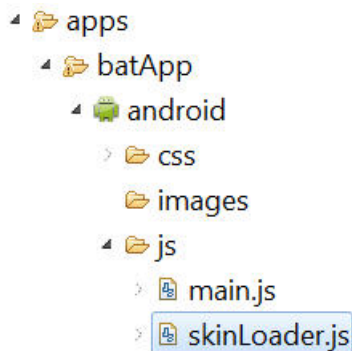 apps
batApp
android
css
images
js
main.js
skinLoader.js